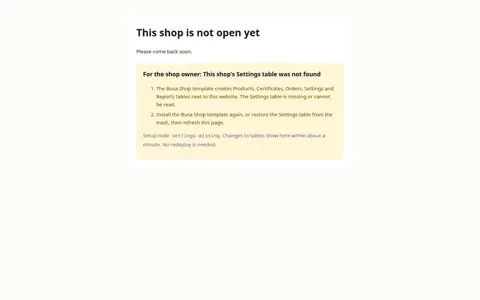 This shop is not open yet
Please come back soon.
For the shop owner: This shop's Settings table was not found
1. The Busa Shop template creates Products, Certificates, Orders, Settings and
Reports tables next to this website. The Settings table is missing or cannot
be read.
2. Install the Busa Shop template again, or restore the Settings table from the
trash, then refresh this page.
Setup node: settings-missing. Changes to tables show here within about a
minute. No redeploy is needed.